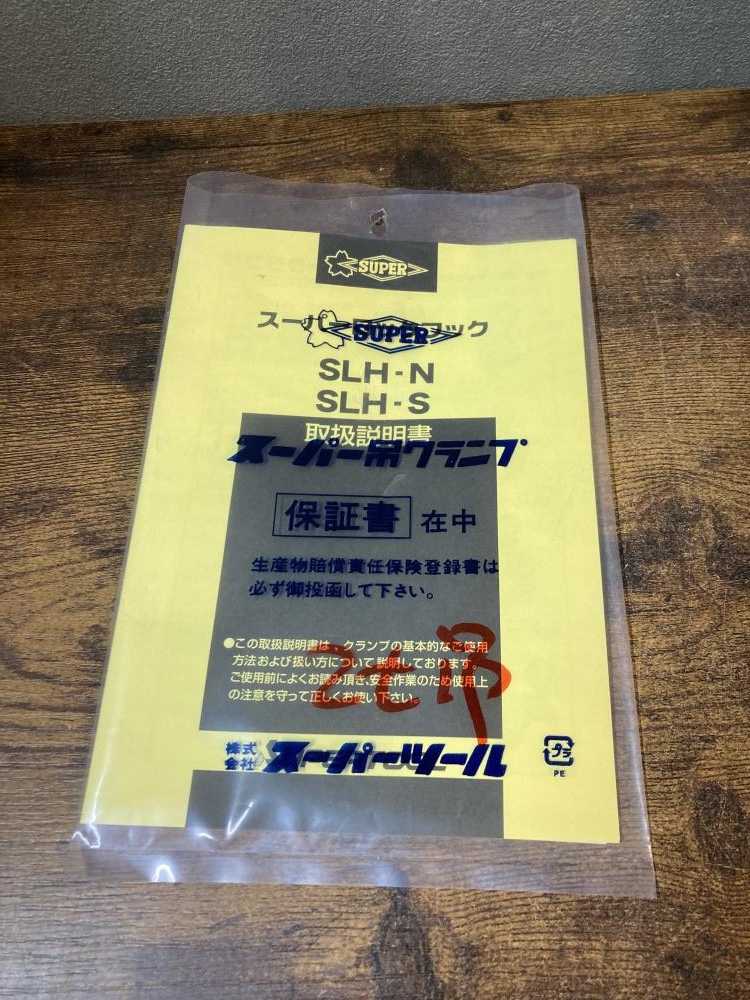 SUPER
スーパーロックフック
SUPER
SLH-N
SLH-S
取扱説明書
スーパー吊クランプ
保証書 在中
生産物賠償責任保険登録書は
必ず御投函して下さい。
●この取扱説明書は、クランプの基本的なご使用
方法および扱い方について説明しております。
ご使用前によくお読み頂き、安全作業のため使用上
の注意を守って正しくお使い下さい。
2t 吊
株式会社 スーパーツール
プラ
PE